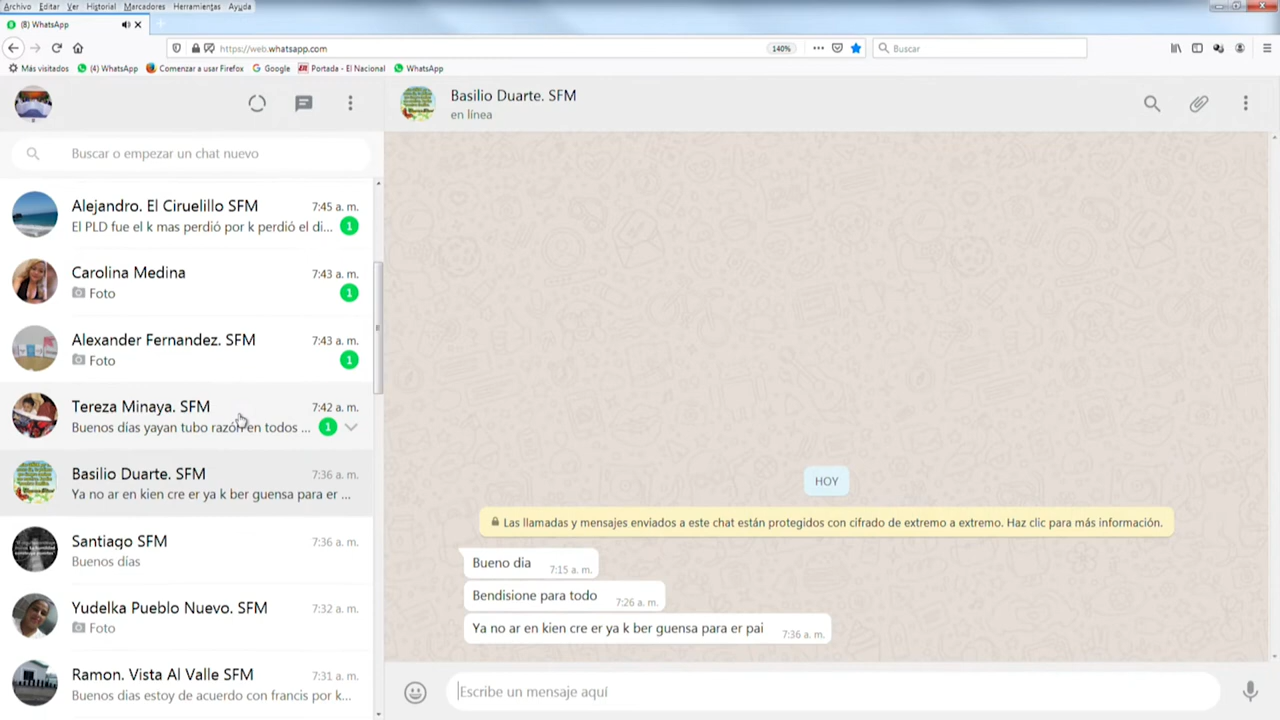 Archivo Editar Ver Historial Marcadores Herramientas Ayuda
(8) WhatsApp
https://web.whatsapp.com
140%
Buscar
Más visitados (4) WhatsApp Comenzar a usar Firefox Google Portada - El Nacional WhatsApp
Basilio Duarte. SFM
en línea
Buscar o empezar un chat nuevo
Alejandro. El Ciruelillo SFM 7:45 a. m.
El PLD fue el k mas perdió por k perdió el di... 1
Carolina Medina 7:43 a. m.
Foto 1
Alexander Fernandez. SFM 7:43 a. m.
Foto 1
Tereza Minaya. SFM 7:42 a. m.
Buenos días yayan tubo razón en todos ... 1
Basilio Duarte. SFM 7:36 a. m.
Ya no ar en kien cre er ya k ber guensa para er ...
Santiago SFM 7:36 a. m.
Buenos días
Yudelka Pueblo Nuevo. SFM 7:32 a. m.
Foto
Ramon. Vista Al Valle SFM 7:31 a. m.
Buenos dias estoy de acuerdo con francis por k...
HOY
Las llamadas y mensajes enviados a este chat están protegidos con cifrado de extremo a extremo. Haz clic para más información.
Bueno dia 7:15 a. m.
Bendisione para todo 7:26 a. m.
Ya no ar en kien cre er ya k ber guensa para er pai 7:36 a. m.
Escribe un mensaje aquí